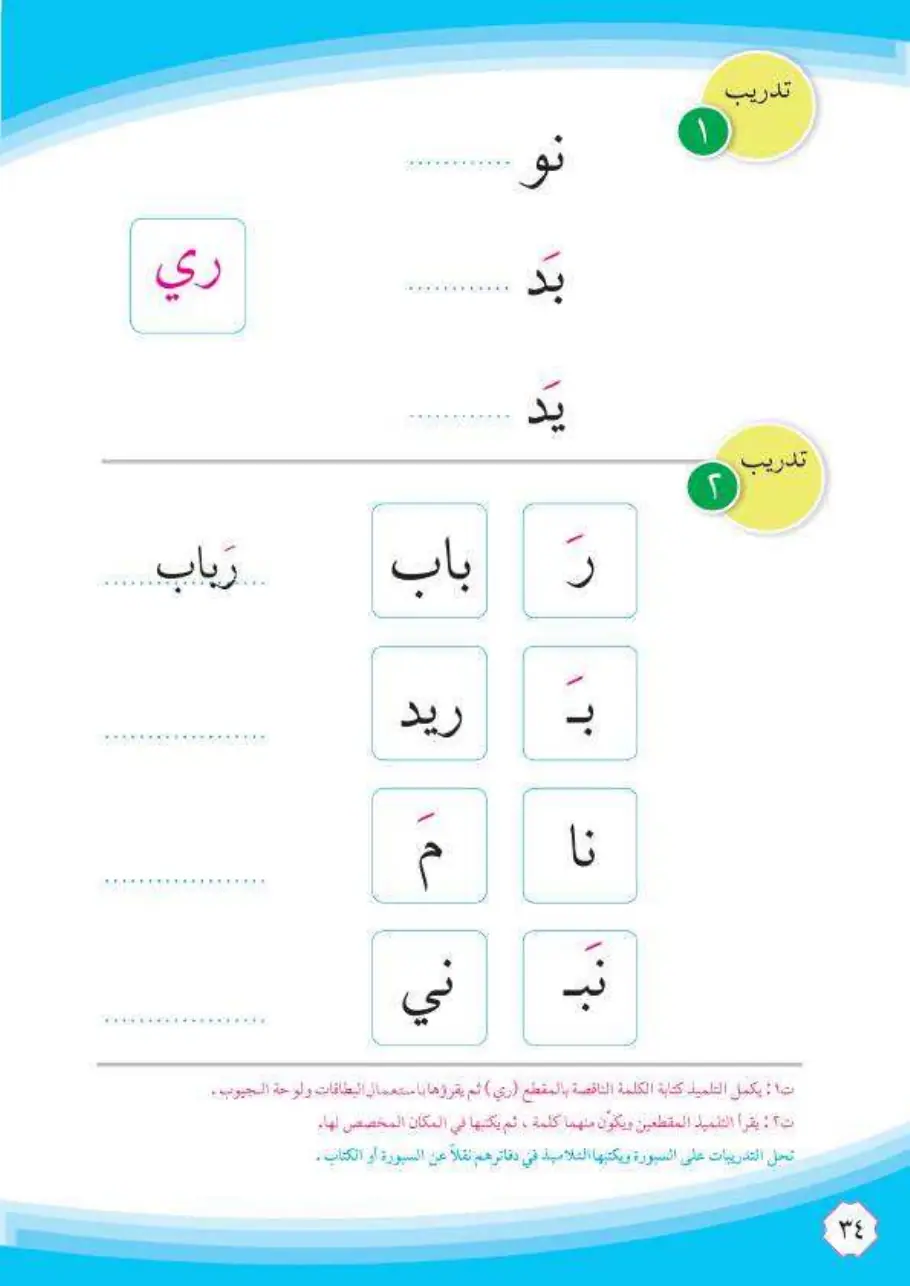 تدريب
١
نو ............
بَد ............
ري
يَد ............
تدريب
٢
رَ باب رَباب
بـَ ريد ...................
نا مَ ...................
نَبـ ني ...................
ت١ : يكمل التلميذ كتابة الكلمة الناقصة بالمقطع (ري) ثم يقرؤها باستعمال البطاقات ولوحة الجيوب .
ت٢ : يقرأ التلميذ المقطعين ويكوّن منهما كلمة ، ثم يكتبها في المكان المخصص لها.
تحل التدريبات على السبورة ويكتبها التلاميذ في دفاترهم نقلاً عن السبورة أو الكتاب .
٣٤